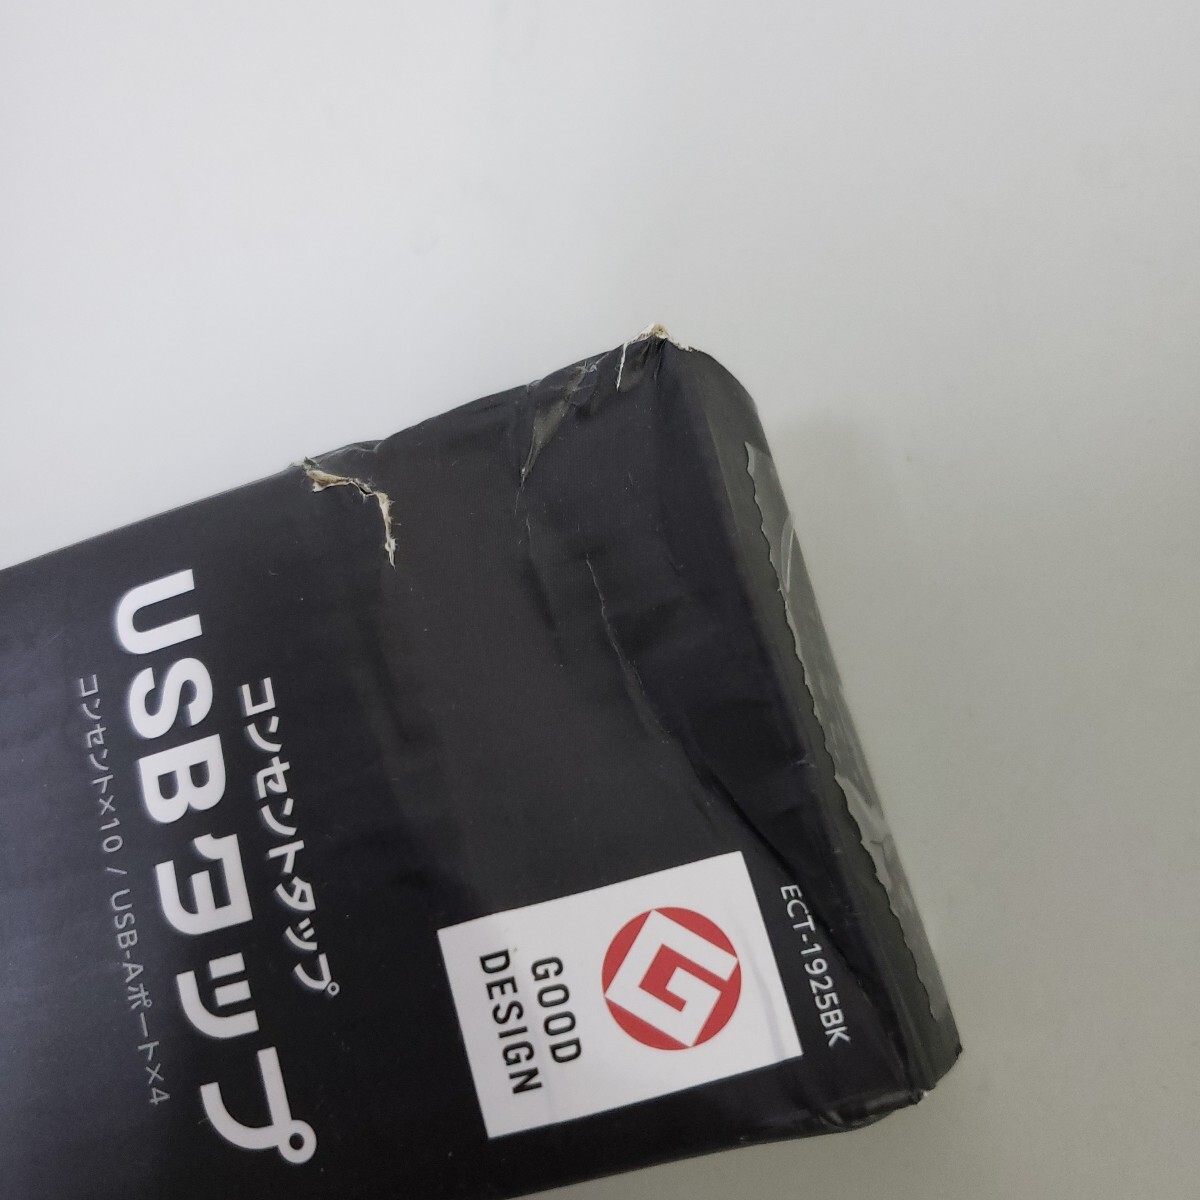 ECT-1925BK
GOOD
DESIGN
コンセントタップ
USBタップ
コンセント×10 / USB-Aポート×4